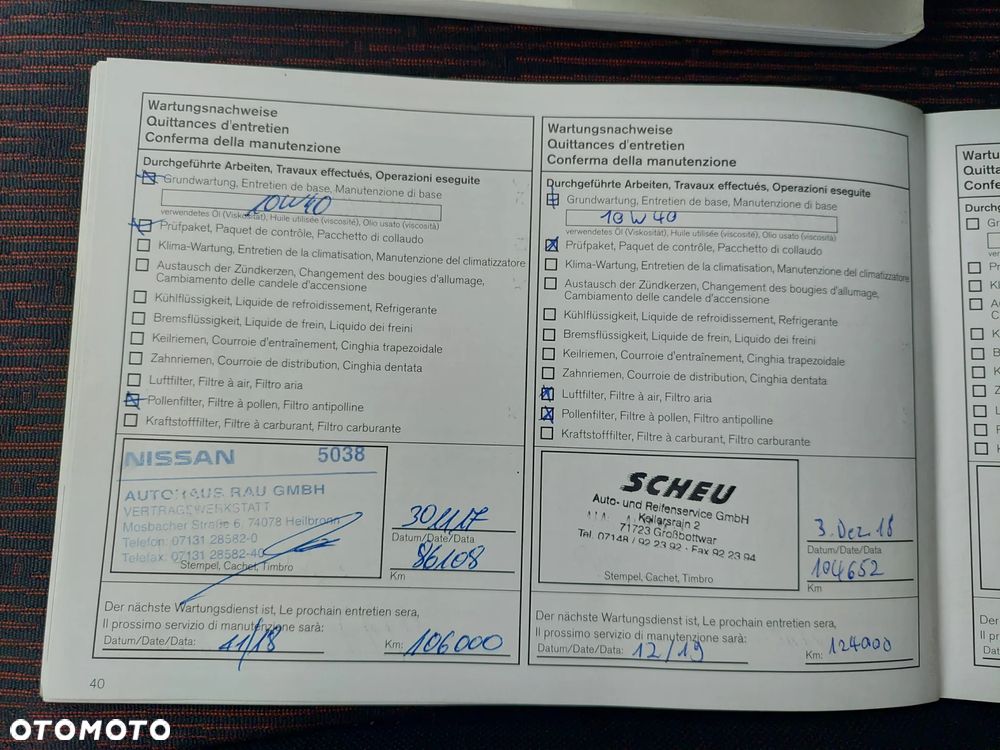 Wartungsnachweise
Quittances d'entretien
Conferma della manutenzione
Durchgeführte Arbeiten, Travaux effectués, Operazioni eseguite
Grundwartung, Entretien de base, Manutenzione di base
10W40
verwendetes Öl (Viskosität), Huile utilisée (viscosité), Olio usato (viscosità)
Prüfpaket, Paquet de contrôle, Pacchetto di collaudo
Klima-Wartung, Entretien de la climatisation, Manutenzione del climatizzatore
Austausch der Zündkerzen, Changement des bougies d'allumage,
Cambiamento delle candele d'accensione
Kühlflüssigkeit, Liquide de refroidissement, Refrigerante
Bremsflüssigkeit, Liquide de frein, Liquido dei freini
Keilriemen, Courroie d'entraînement, Cinghia trapezoidale
Zahnriemen, Courroie de distribution, Cinghia dentata
Luftfilter, Filtre à air, Filtro aria
Pollenfilter, Filtre à pollen, Filtro antipolline
Kraftstofffilter, Filtre à carburant, Filtro carburante
NISSAN 5038
AUTOHAUS RAU GMBH
VERTRAGSWERKSTATT
Mosbacher Straße 6, 74078 Heilbronn
Telefon: 07131 28582-0
Telefax: 07131 28582-40
Stempel, Cachet, Timbro
301117
Datum/Date/Data
86108
Km
Der nächste Wartungsdienst ist, Le prochain entretien sera,
Il prossimo servizio di manutenzione sarà:
Datum/Date/Data: 11/18
Km: 106000
40
Wartungsnachweise
Quittances d'entretien
Conferma della manutenzione
Durchgeführte Arbeiten, Travaux effectués, Operazioni eseguite
Grundwartung, Entretien de base, Manutenzione di base
10W40
verwendetes Öl (Viskosität), Huile utilisée (viscosité), Olio usato (viscosità)
Prüfpaket, Paquet de contrôle, Pacchetto di collaudo
Klima-Wartung, Entretien de la climatisation, Manutenzione del climatizzatore
Austausch der Zündkerzen, Changement des bougies d'allumage,
Cambiamento delle candele d'accensione
Kühlflüssigkeit, Liquide de refroidissement, Refrigerante
Bremsflüssigkeit, Liquide de frein, Liquido dei freini
Keilriemen, Courroie d'entraînement, Cinghia trapezoidale
Zahnriemen, Courroie de distribution, Cinghia dentata
Luftfilter, Filtre à air, Filtro aria
Pollenfilter, Filtre à pollen, Filtro antipolline
Kraftstofffilter, Filtre à carburant, Filtro carburante
SCHEU
Auto- und Reifenservice GmbH
Kellersrain 2
71723 Großbottwar
Tel. 07148 / 92 23 92 · Fax 92 23 94
Stempel, Cachet, Timbro
3. Dez. 18
Datum/Date/Data
104652
Km
Der nächste Wartungsdienst ist, Le prochain entretien sera,
Il prossimo servizio di manutenzione sarà:
Datum/Date/Data: 12/19
Km: 124000
OTOMOTO